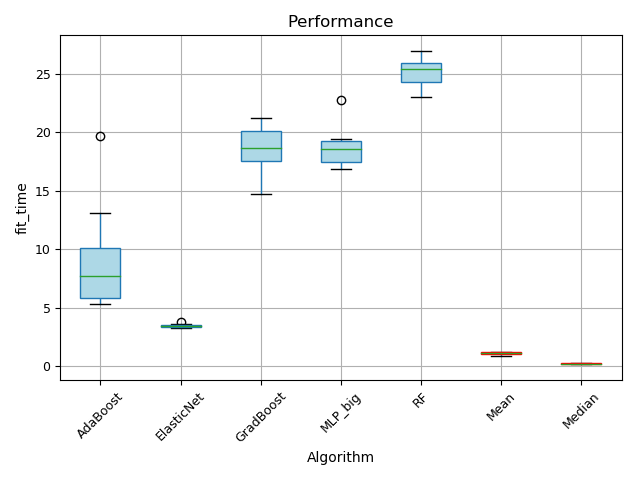 Performance
fit_time
25
20
15
10
5
0
AdaBoost
ElasticNet
GradBoost
MLP_big
RF
Mean
Median
Algorithm